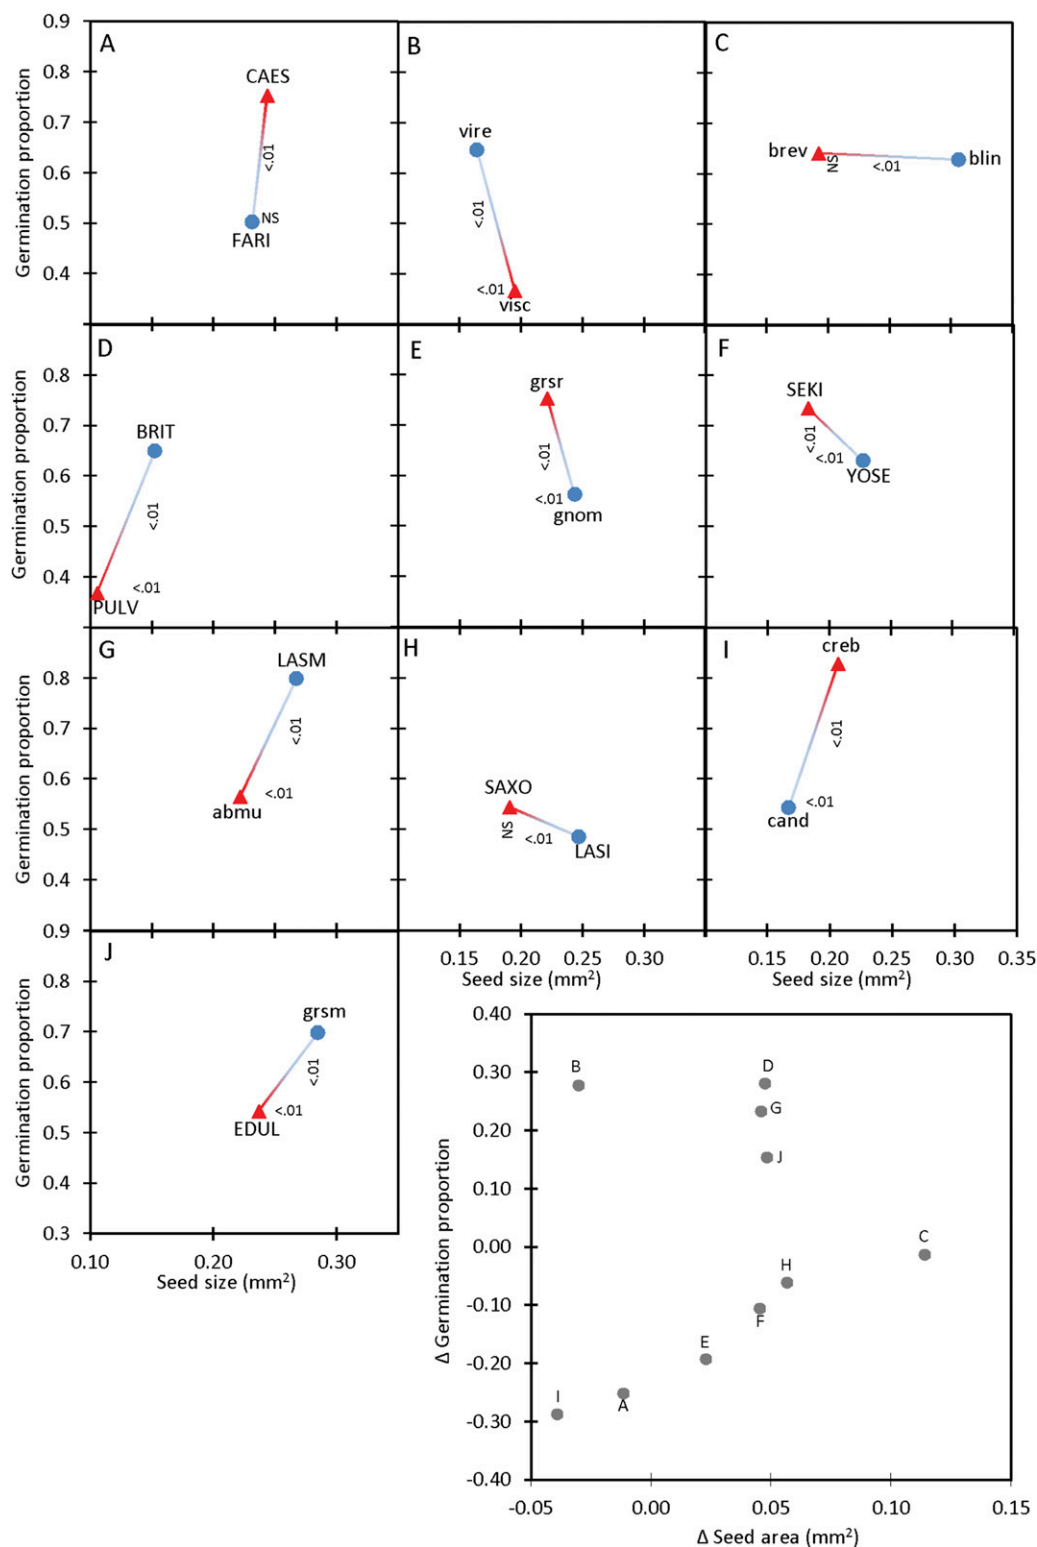 0.9
A
B
C
0.8
CAES
0.7
vire
brev
blin
0.6
<.01
<.01
NS
<.01
0.5
NS
FARI
0.4
<.01
visc
Germination proportion
D
E
F
0.8
grsr
SEKI
0.7
BRIT
0.6
<.01
<.01
<.01
<.01
YOSE
0.5
<.01
gnom
0.4
<.01
PULV
Germination proportion
G
H
I
LASM
creb
0.8
0.7
<.01
<.01
0.6
SAXO
<.01
abmu
NS
<.01
<.01
cand
0.5
LASI
0.4
0.9
Germination proportion
0.15 0.20 0.25 0.30
Seed size (mm²)
0.15 0.20 0.25 0.30 0.35
Seed size (mm²)
J
0.8
grsm
0.7
<.01
0.6
<.01
EDUL
0.5
0.4
0.3
Germination proportion
0.10 0.20 0.30
Seed size (mm²)
0.40
0.30
B
D
G
0.20
J
0.10
0.00
C
H
-0.10
F
E
-0.20
I
A
-0.30
-0.40
Δ Germination proportion
-0.05 0.00 0.05 0.10 0.15
Δ Seed area (mm²)